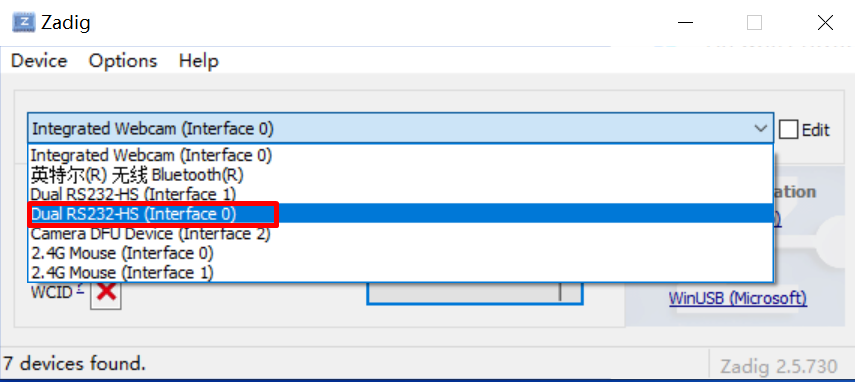 Zadig
Device Options Help
Integrated Webcam (Interface 0)
Edit
Integrated Webcam (Interface 0)
英特尔(R) 无线 Bluetooth(R)
Dual RS232-HS (Interface 1)
Dual RS232-HS (Interface 0)
Camera DFU Device (Interface 2)
2.4G Mouse (Interface 0)
2.4G Mouse (Interface 1)
ation
WCID ?
WinUSB (Microsoft)
7 devices found.
Zadig 2.5.730